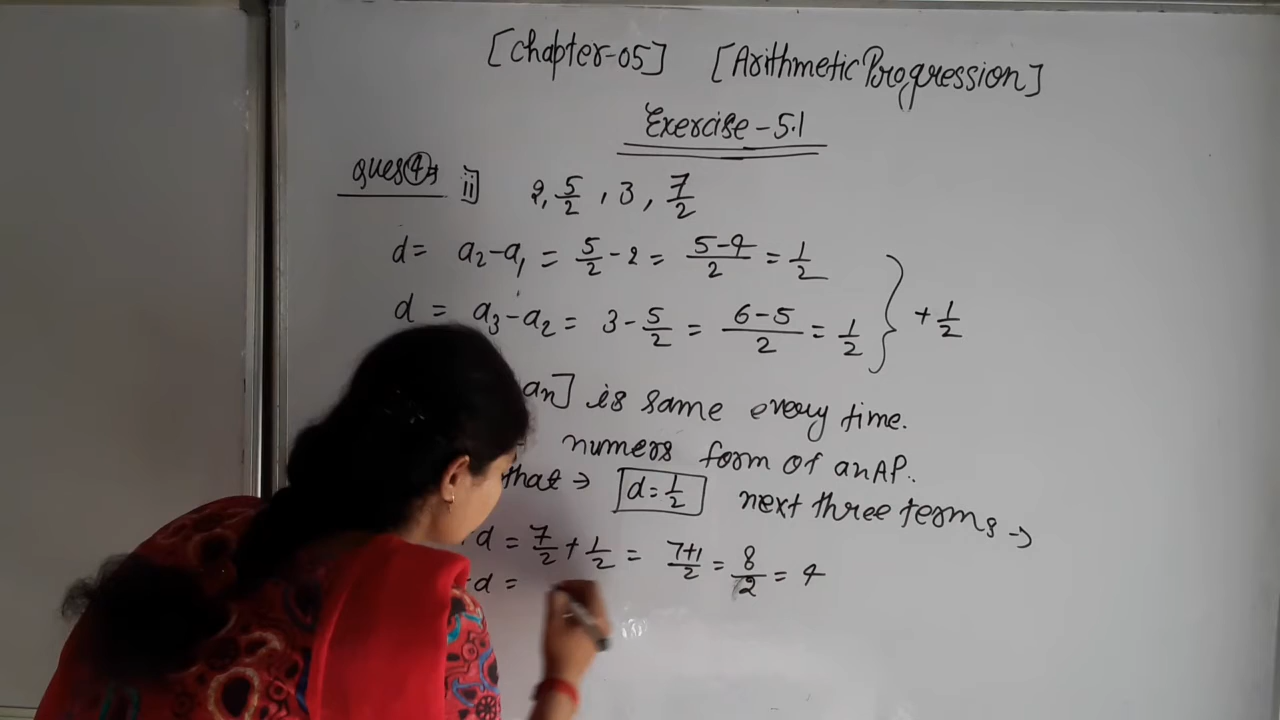 [Chapter-05] [Arithmetic Progression]
Exercise - 5.1
Ques 4 ii] 2, 5/2, 3, 7/2
d = a2 - a1 = 5/2 - 2 = (5-4)/2 = 1/2
d = a3 - a2 = 3 - 5/2 = (6-5)/2 = 1/2 } + 1/2
an] is same every time.
numers form of an AP.
that → d = 1/2 next three terms →
d = 7/2 + 1/2 = (7+1)/2 = 8/2 = 4
d =